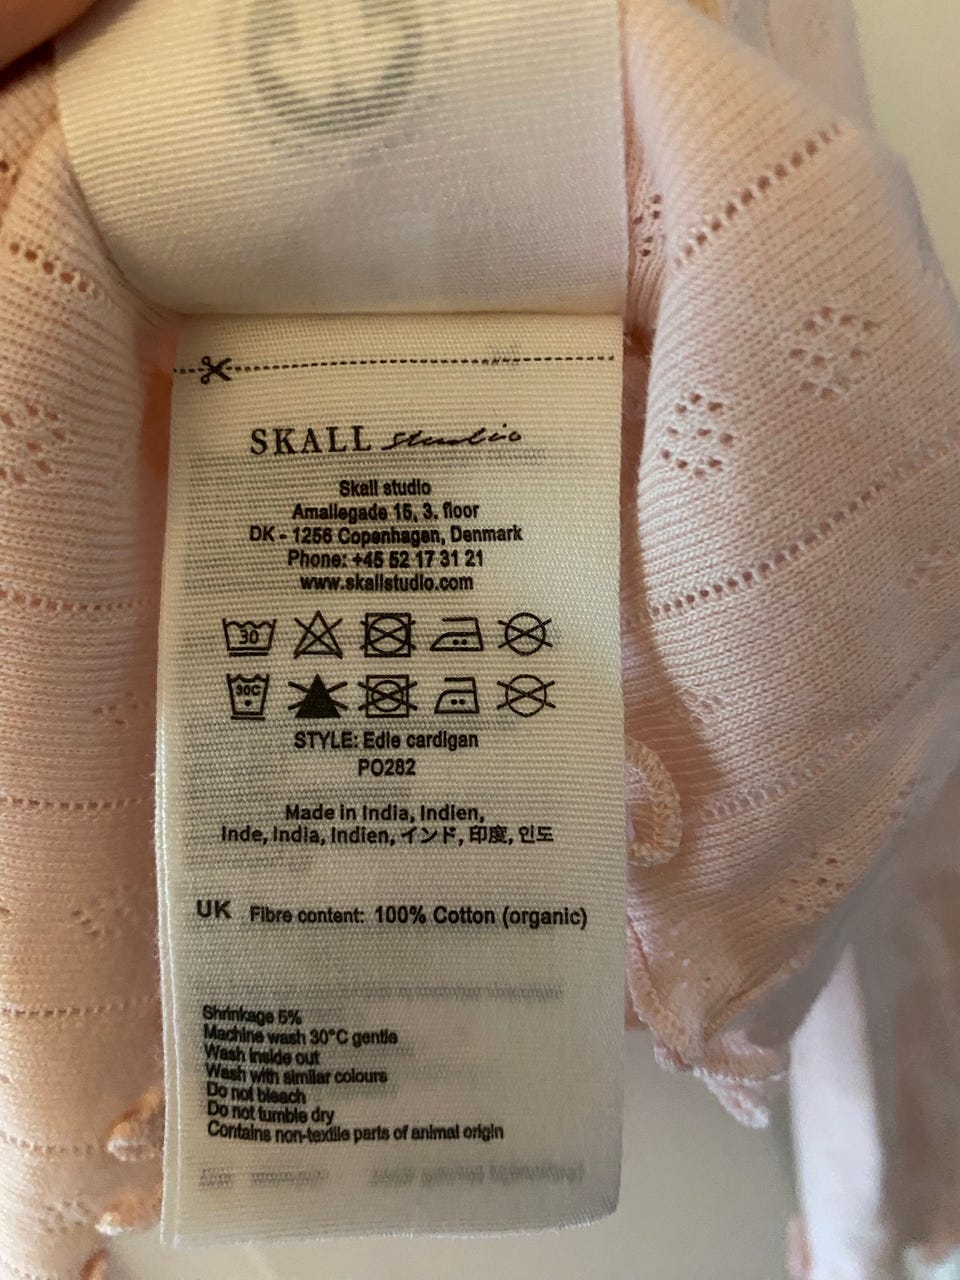 SKALL studio
Skall studio
Amaliegade 15, 3. floor
DK - 1256 Copenhagen, Denmark
Phone: +45 52 17 31 21
www.skallstudio.com
30
30C
STYLE: Edie cardigan
PO282
Made in India, Indien,
Inde, India, Indien, インド, 印度, 인도
UK Fibre content: 100% Cotton (organic)
Shrinkage 5%
Machine wash 30°C gentle
Wash inside out
Wash with similar colours
Do not bleach
Do not tumble dry
Contains non-textile parts of animal origin